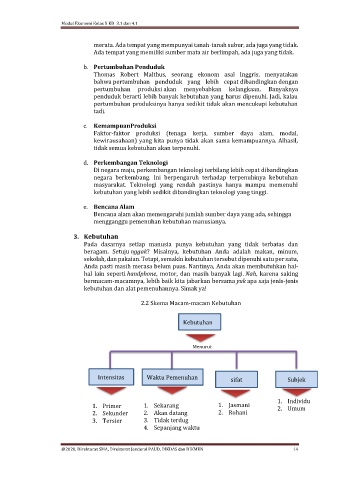 Modul Ekonomi Kelas X KD 3.1 dan 4.1
merata. Ada tempat yang mempunyai tanah-tanah subur, ada juga yang tidak.
Ada tempat yang memiliki sumber mata air berlimpah, ada juga yang tidak.
b. Pertumbuhan Penduduk
Thomas Robert Malthus, seorang ekonom asal Inggris, menyatakan
bahwa pertumbuhan penduduk yang lebih cepat dibandingkan dengan
pertumbuhan produksi akan menyebabkan kelangkaan. Banyaknya
penduduk berarti lebih banyak kebutuhan yang harus dipenuhi. Jadi, kalau
pertumbuhan produksinya hanya sedikit tidak akan mencukupi kebutuhan
tadi.
c. KemampuanProduksi
Faktor-faktor produksi (tenaga kerja, sumber daya alam, modal,
kewirausahaan) yang kita punya tidak akan sama kemampuannya. Alhasil,
tidak semua kebutuhan akan terpenuhi.
d. Perkembangan Teknologi
Di negara maju, perkembangan teknologi terbilang lebih cepat dibandingkan
negara berkembang. Ini berpengaruh terhadap terpenuhinya kebutuhan
masyarakat. Teknologi yang rendah pastinya hanya mampu memenuhi
kebutuhan yang lebih sedikit dibandingkan teknologi yang tinggi.
e. Bencana Alam
Bencana alam akan memengaruhi jumlah sumber daya yang ada, sehingga
mengganggu pemenuhan kebutuhan manusianya.
3. Kebutuhan
Pada dasarnya setiap manusia punya kebutuhan yang tidak terbatas dan
beragam. Setuju nggak? Misalnya, kebutuhan Anda adalah makan, minum,
sekolah, dan pakaian. Tetapi, semakin kebutuhan tersebut dipenuhi satu per satu,
Anda pasti masih merasa belum puas. Nantinya, Anda akan membutuhkan hal-
hal lain seperti handphone, motor, dan masih banyak lagi. Nah, karena saking
bermacam-macamnya, lebih baik kita jabarkan bersama yuk apa saja jenis-jenis
kebutuhan dan alat pemenuhannya. Simak ya!
2.2 Skema Macam-macam Kebutuhan
Kebutuhan
Menurut
Intensitas Waktu Pemenuhan sifat Subjek
1. Primer
2. Sekunder
3. Tersier
1. Sekarang
2. Akan datang
3. Tidak terdug
4. Sepanjang waktu
1. Jasmani
2. Rohani
1. Individu
2. Umum
@2020, Direktorat SMA, Direktorat Jenderal PAUD, DIKDAS dan DIKMEN 14